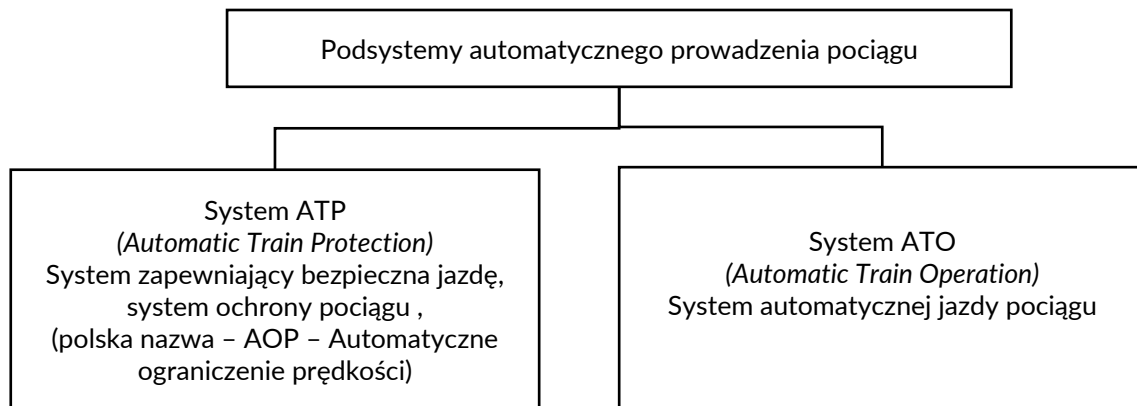 Podsystemy automatycznego prowadzenia pociągu
System ATP
(Automatic Train Protection)
System zapewniający bezpieczna jazdę,
system ochrony pociągu ,
(polska nazwa – AOP – Automatyczne
ograniczenie prędkości)
System ATO
(Automatic Train Operation)
System automatycznej jazdy pociągu